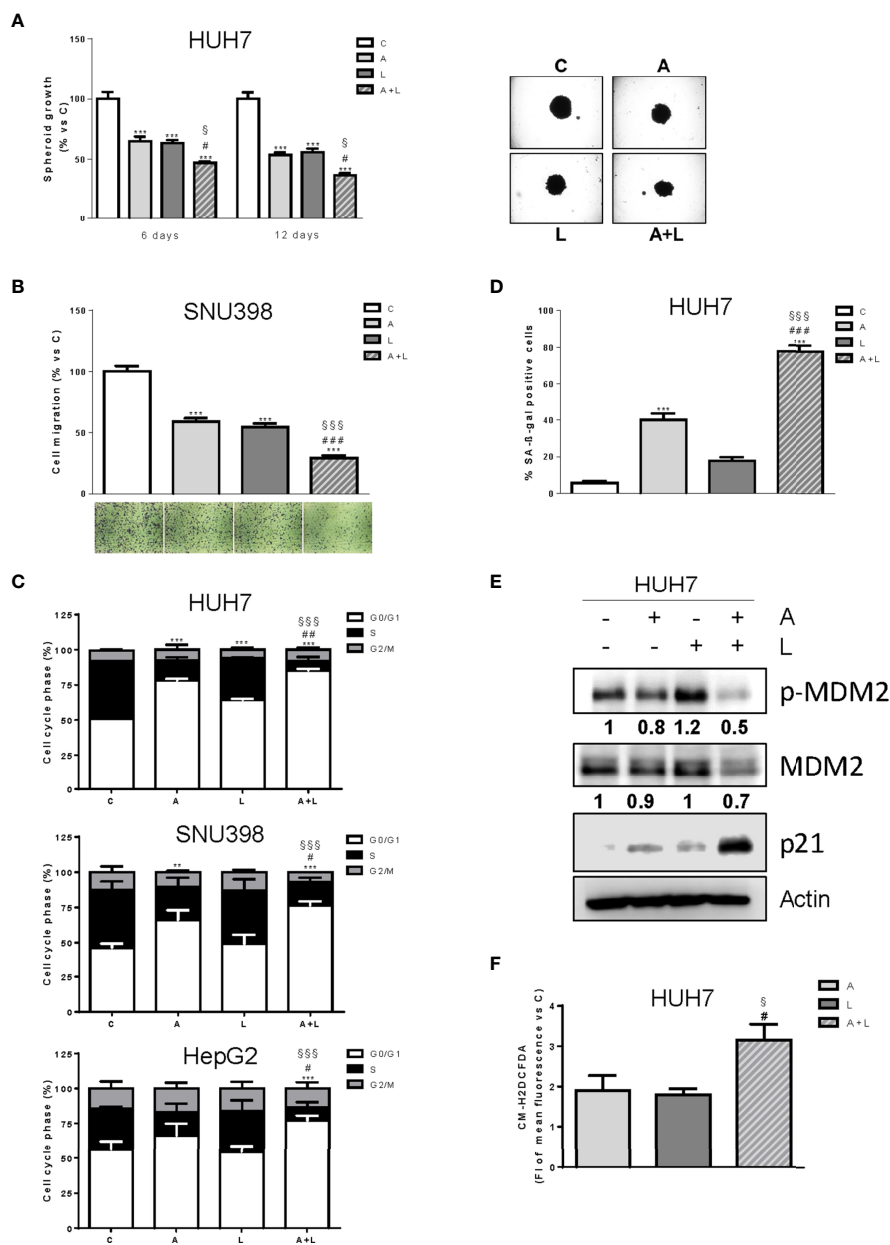 A
HUH7
150
100
50
0
Spheroid growth
(% vs C)
***
***
§
#
***
***
***
§
#
***
6 days
12 days
C
A
L
A+L
C
A
L
A+L
B
SNU398
150
100
50
0
Cell migration (% vs C)
***
***
§§§
###
***
C
A
L
A+L
D
HUH7
100
80
60
40
20
0
% SA-ß-gal positive cells
***
§§§
###
***
C
A
L
A+L
C
HUH7
125
100
75
50
25
0
Cell cycle phase (%)
***
***
§§§
##
***
G0/G1
S
G2/M
C A L A+L
SNU398
125
100
75
50
25
0
Cell cycle phase (%)
**
§§§
#
***
G0/G1
S
G2/M
C A L A+L
HepG2
125
100
75
50
25
0
Cell cycle phase (%)
§§§
#
***
G0/G1
S
G2/M
C A L A+L
E
HUH7
- + - + A
- - + + L
p-MDM2
1 0.8 1.2 0.5
MDM2
1 0.9 1 0.7
p21
Actin
F
HUH7
4
3
2
1
0
CM-H2DCFDA
(FI of mean fluorescence vs C)
§
#
A
L
A+L